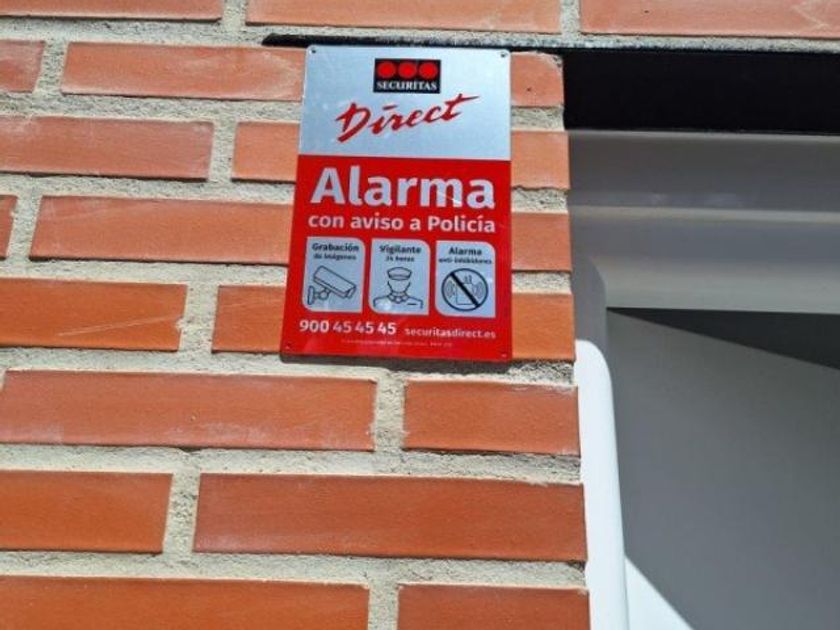 SECURITAS
Direct
Alarma
con aviso a Policía
Grabación
de imágenes
Vigilante
24 horas
Alarma
anti-inhibidores
900 45 45 45 securitasdirect.es